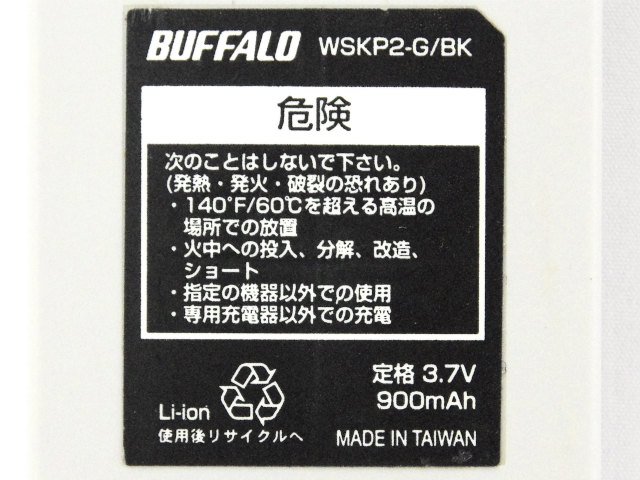 BUFFALO WSKP2-G/BK
危険
次のことはしないで下さい。
(発熱・発火・破裂の恐れあり)
・140°F/60℃を超える高温の
場所での放置
・火中への投入、分解、改造、
ショート
・指定の機器以外での使用
・専用充電器以外での充電
定格 3.7V
Li-ion 900mAh
使用後リサイクルへ MADE IN TAIWAN